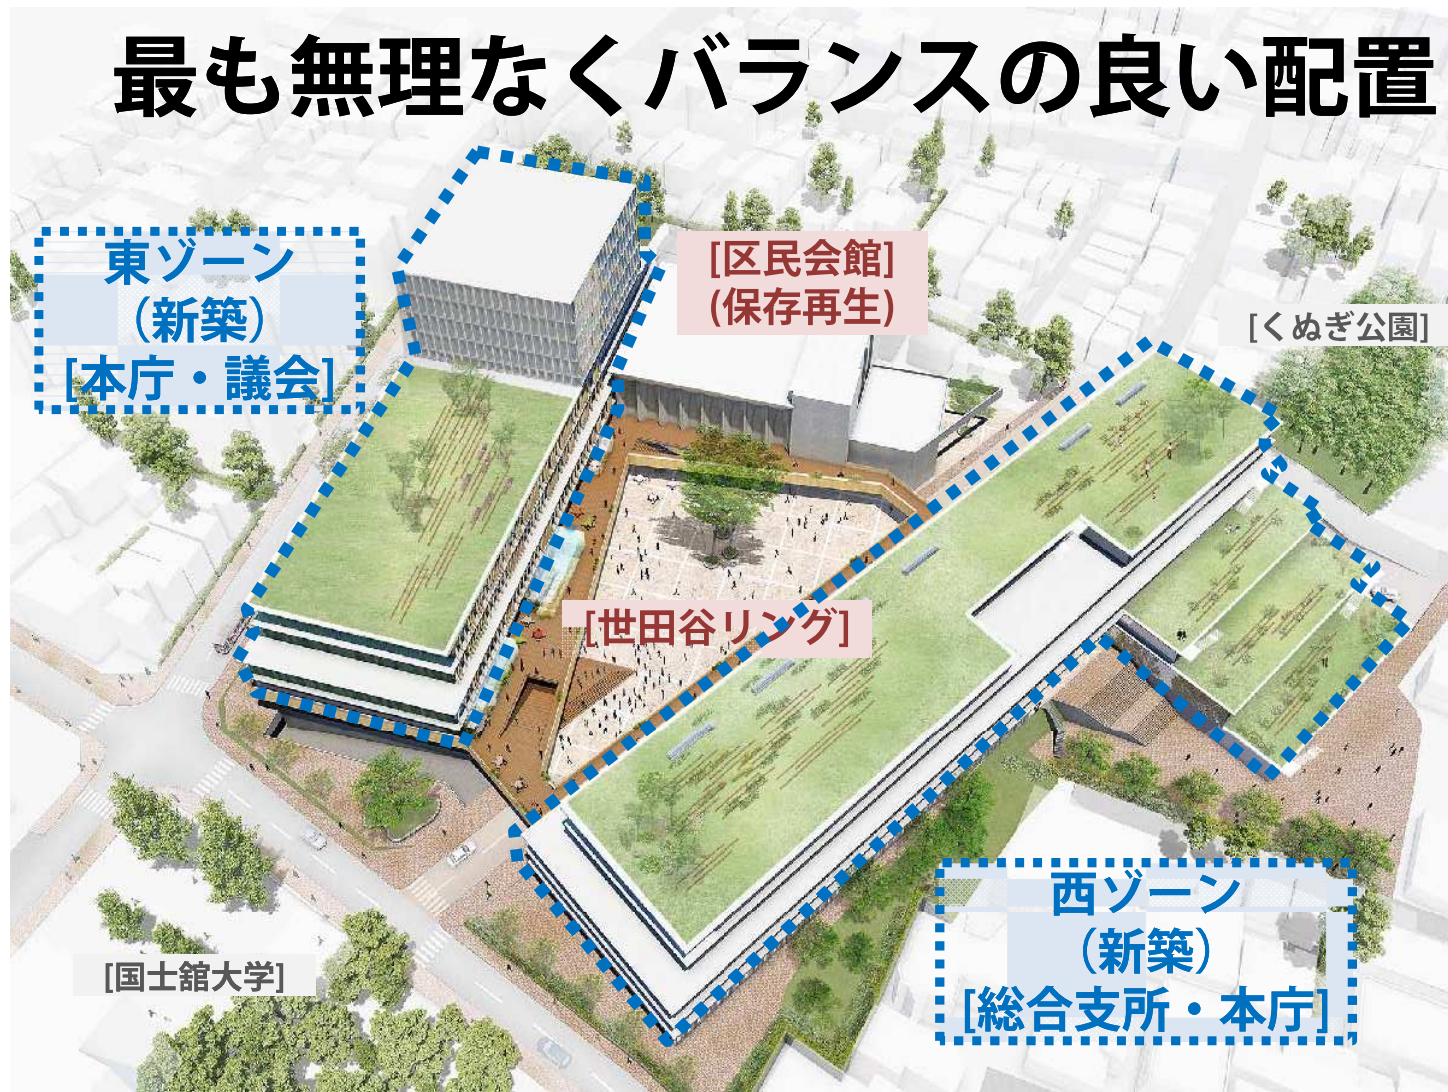 最も無理なくバランスの良い配置
東ゾーン
（新築）
[本庁・議会]
[区民会館]
(保存再生)
[くぬぎ公園]
[世田谷リング]
西ゾーン
（新築）
[総合支所・本庁]
[国士舘大学]